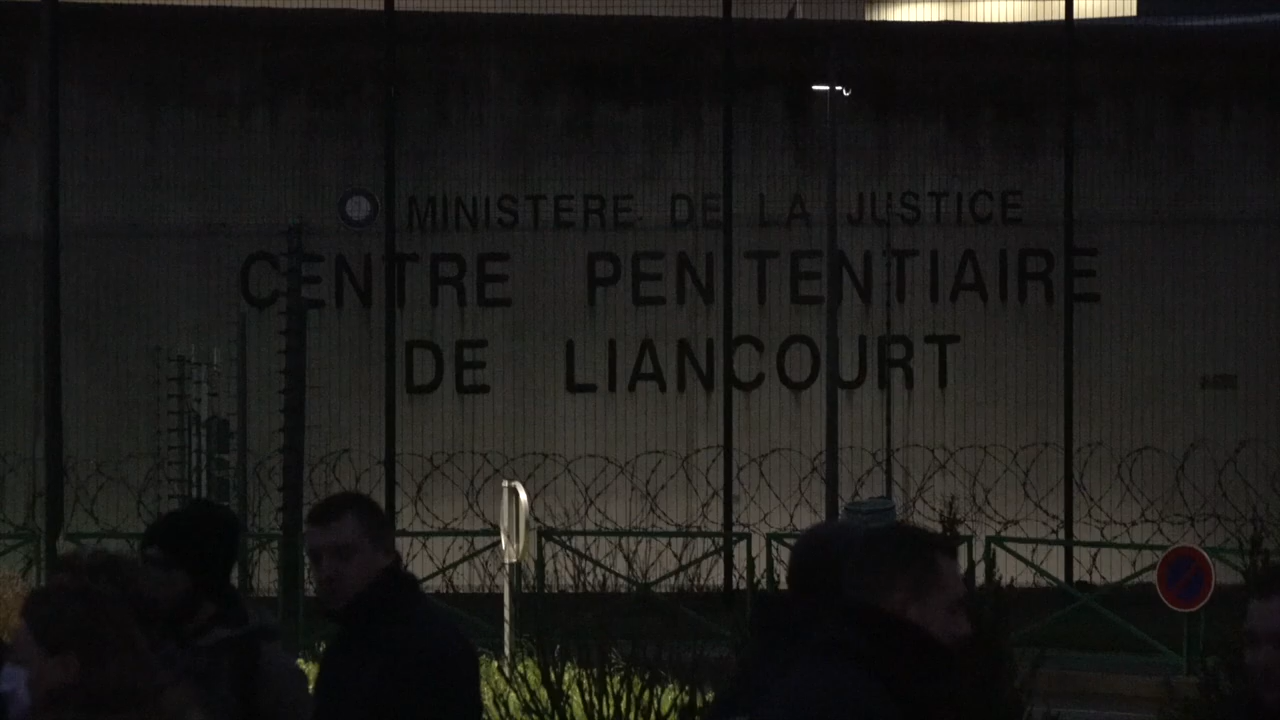 MINISTERE DE LA JUSTICE
CENTRE PENITENTIAIRE
DE LIANCOURT